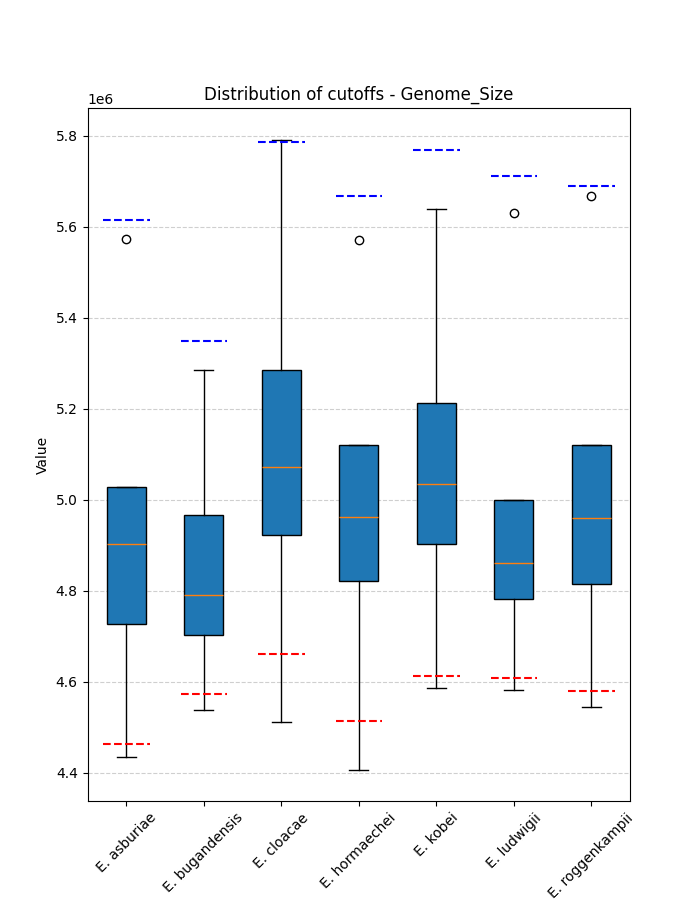 Distribution of cutoffs - Genome_Size
1e6
5.8
5.6
5.4
5.2
5.0
4.8
4.6
4.4
Value
E. asburiae
E. bugandensis
E. cloacae
E. hormaechei
E. kobei
E. ludwigii
E. roggenkampii